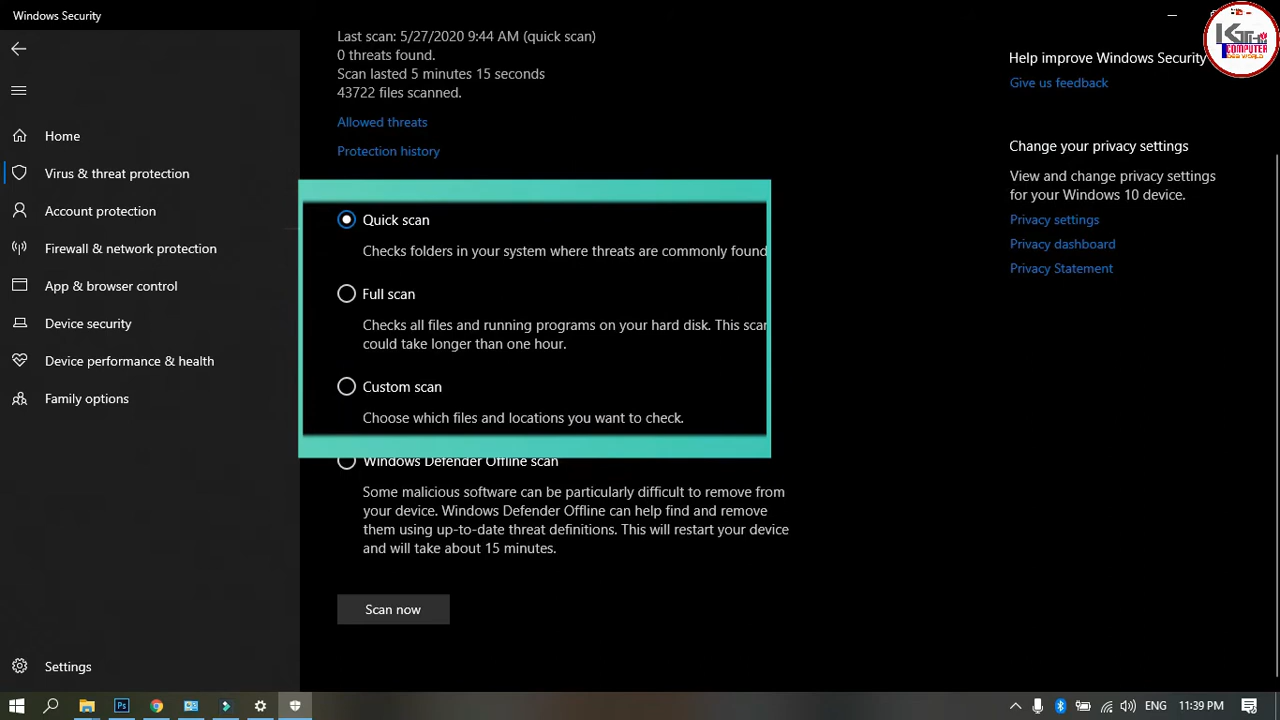 Windows Security
Last scan: 5/27/2020 9:44 AM (quick scan)
0 threats found.
Scan lasted 5 minutes 15 seconds
43722 files scanned.
Allowed threats
Protection history
Home
Virus & threat protection
Account protection
Firewall & network protection
App & browser control
Device security
Device performance & health
Family options
Settings
Quick scan
Checks folders in your system where threats are commonly found
Full scan
Checks all files and running programs on your hard disk. This scan
could take longer than one hour.
Custom scan
Choose which files and locations you want to check.
Windows Defender Offline scan
Some malicious software can be particularly difficult to remove from
your device. Windows Defender Offline can help find and remove
them using up-to-date threat definitions. This will restart your device
and will take about 15 minutes.
Scan now
Help improve Windows Security
Give us feedback
Change your privacy settings
View and change privacy settings
for your Windows 10 device.
Privacy settings
Privacy dashboard
Privacy Statement
COMPUTER
Ps
ENG
11:39 PM